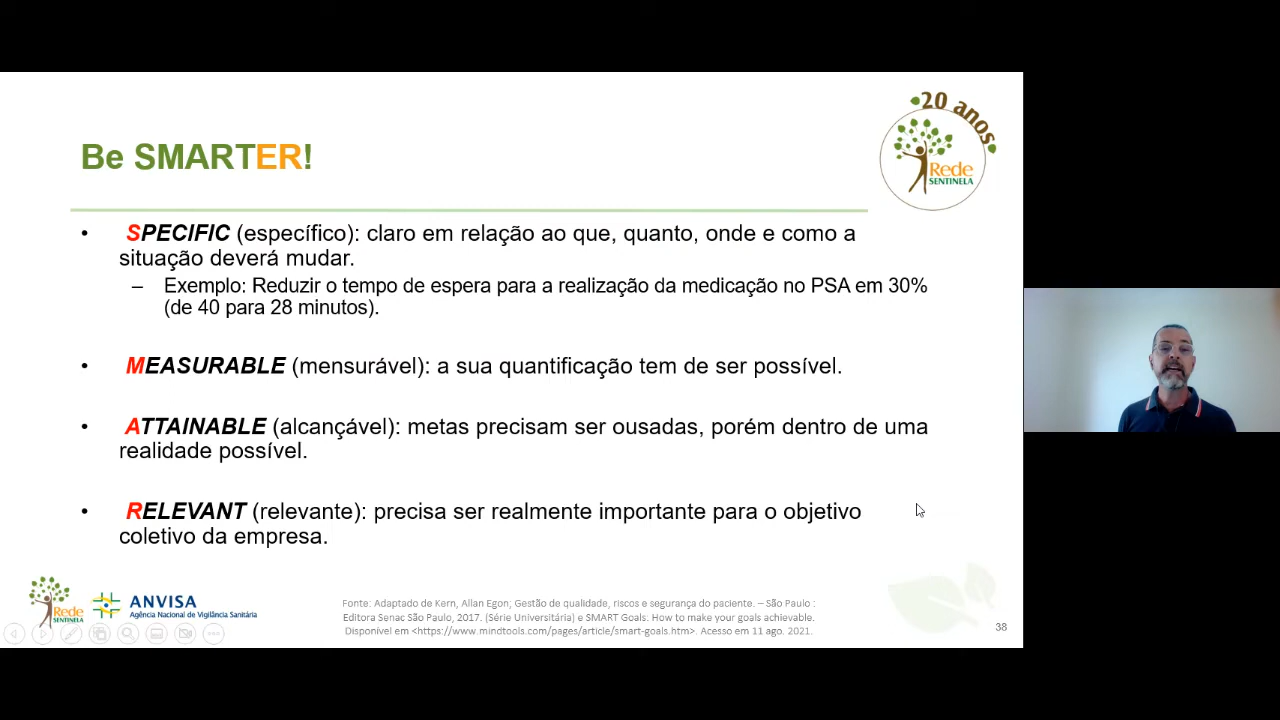 20 anos
Rede
SENTINELA
Be SMARTER!
• SPECIFIC (específico): claro em relação ao que, quanto, onde e como a
situação deverá mudar.
– Exemplo: Reduzir o tempo de espera para a realização da medicação no PSA em 30%
(de 40 para 28 minutos).
• MEASURABLE (mensurável): a sua quantificação tem de ser possível.
• ATTAINABLE (alcançável): metas precisam ser ousadas, porém dentro de uma
realidade possível.
• RELEVANT (relevante): precisa ser realmente importante para o objetivo
coletivo da empresa.
Rede
SENTINELA
ANVISA
Agência Nacional de Vigilância Sanitária
Fonte: Adaptado de Kern, Allan Egon; Gestão de qualidade, riscos e segurança do paciente. – São Paulo :
Editora Senac São Paulo, 2017. (Série Universitária) e SMART Goals: How to make your goals achievable.
Disponível em <https://www.mindtools.com/pages/article/smart-goals.htm>. Acesso em 11 ago. 2021.
38